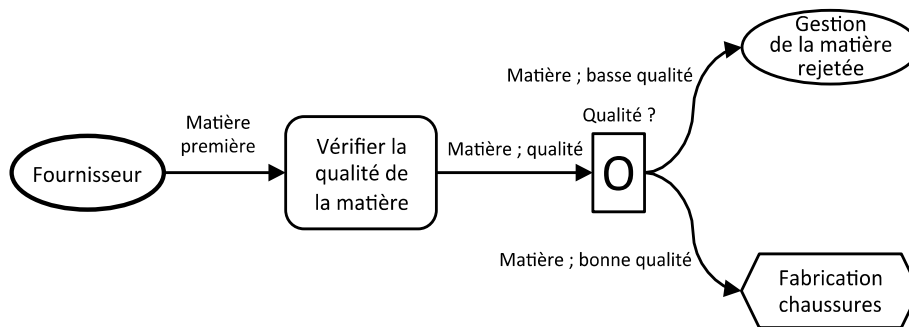 Fournisseur
Matière
première
Vérifier la
qualité de
la matière
Matière ; qualité
Qualité ?
O
Matière ; basse qualité
Gestion
de la matière
rejetée
Matière ; bonne qualité
Fabrication
chaussures